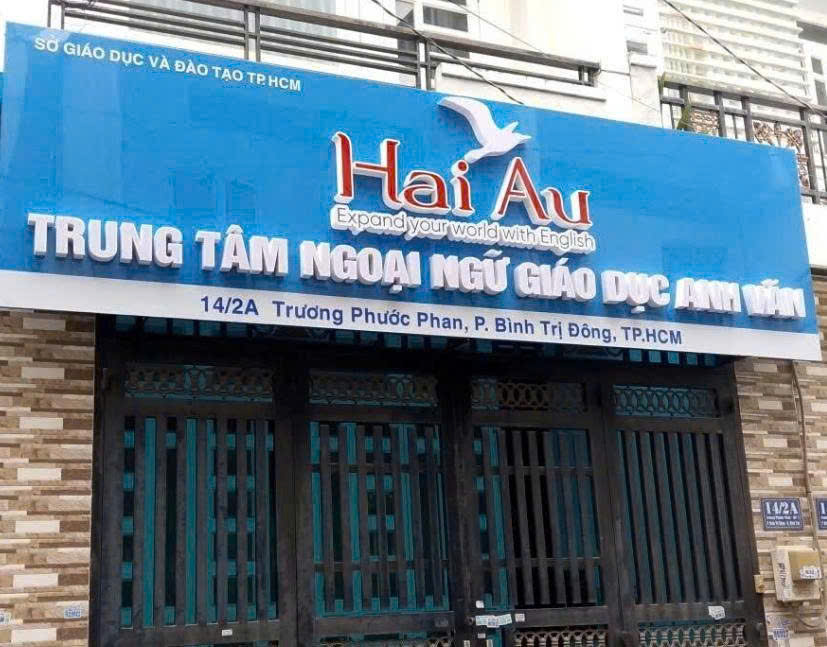 SỞ GIÁO DỤC VÀ ĐÀO TẠO TP.HCM
Hai Au
Expand your world with English
TRUNG TÂM NGOẠI NGỮ GIÁO DỤC ANH VĂN
14/2A Trương Phước Phan, P. Bình Trị Đông, TP.HCM
14/2A